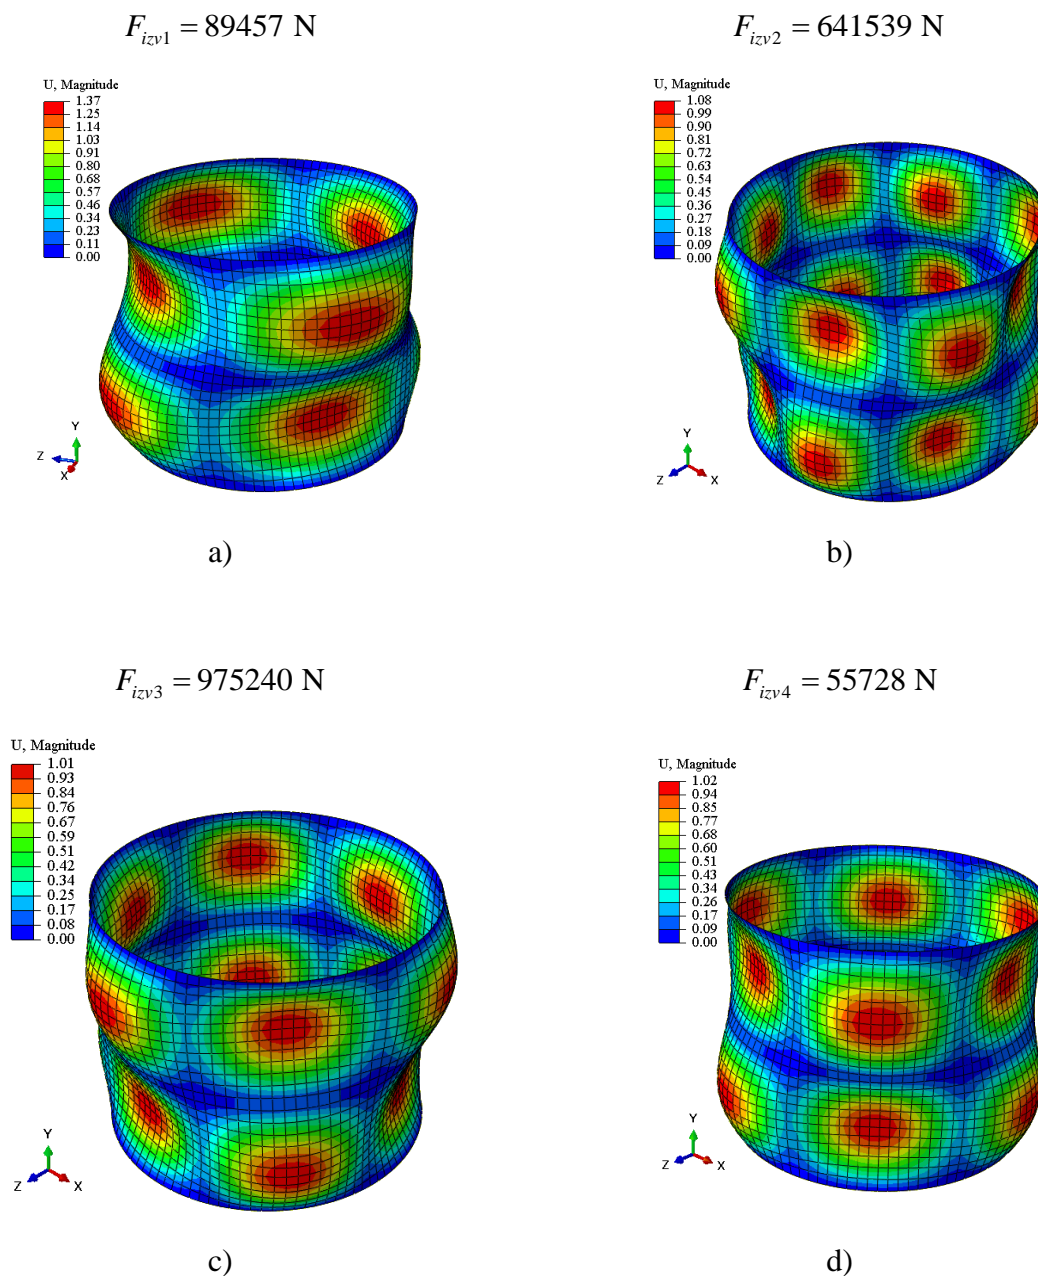 F_izv1 = 89457 N
F_izv2 = 641539 N
U, Magnitude
1.37
1.25
1.14
1.03
0.91
0.80
0.68
0.57
0.46
0.34
0.23
0.11
0.00
U, Magnitude
1.08
0.99
0.90
0.81
0.72
0.63
0.54
0.45
0.36
0.27
0.18
0.09
0.00
Y
Z
X
Y
Z
X
a)
b)
F_izv3 = 975240 N
F_izv4 = 55728 N
U, Magnitude
1.01
0.93
0.84
0.76
0.67
0.59
0.51
0.42
0.34
0.25
0.17
0.08
0.00
U, Magnitude
1.02
0.94
0.85
0.77
0.68
0.60
0.51
0.43
0.34
0.26
0.17
0.09
0.00
Y
Z
X
Y
Z
X
c)
d)